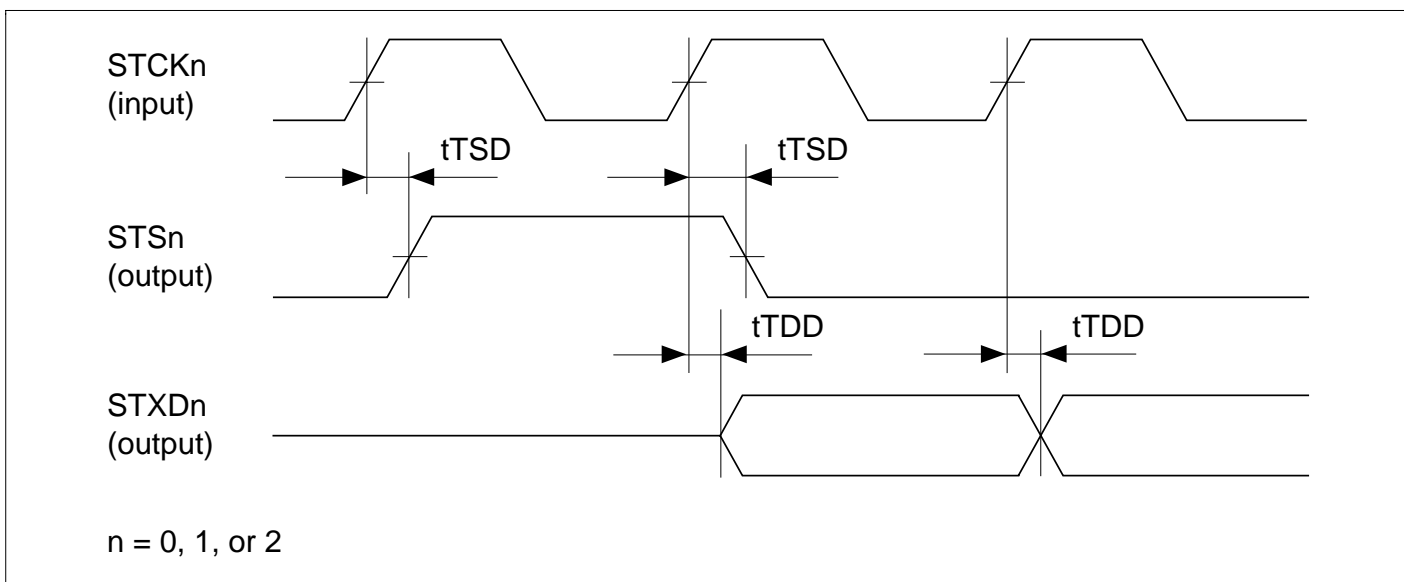 STCKn
(input)
tTSD
tTSD
STSn
(output)
tTDD
tTDD
STXDn
(output)
n = 0, 1, or 2